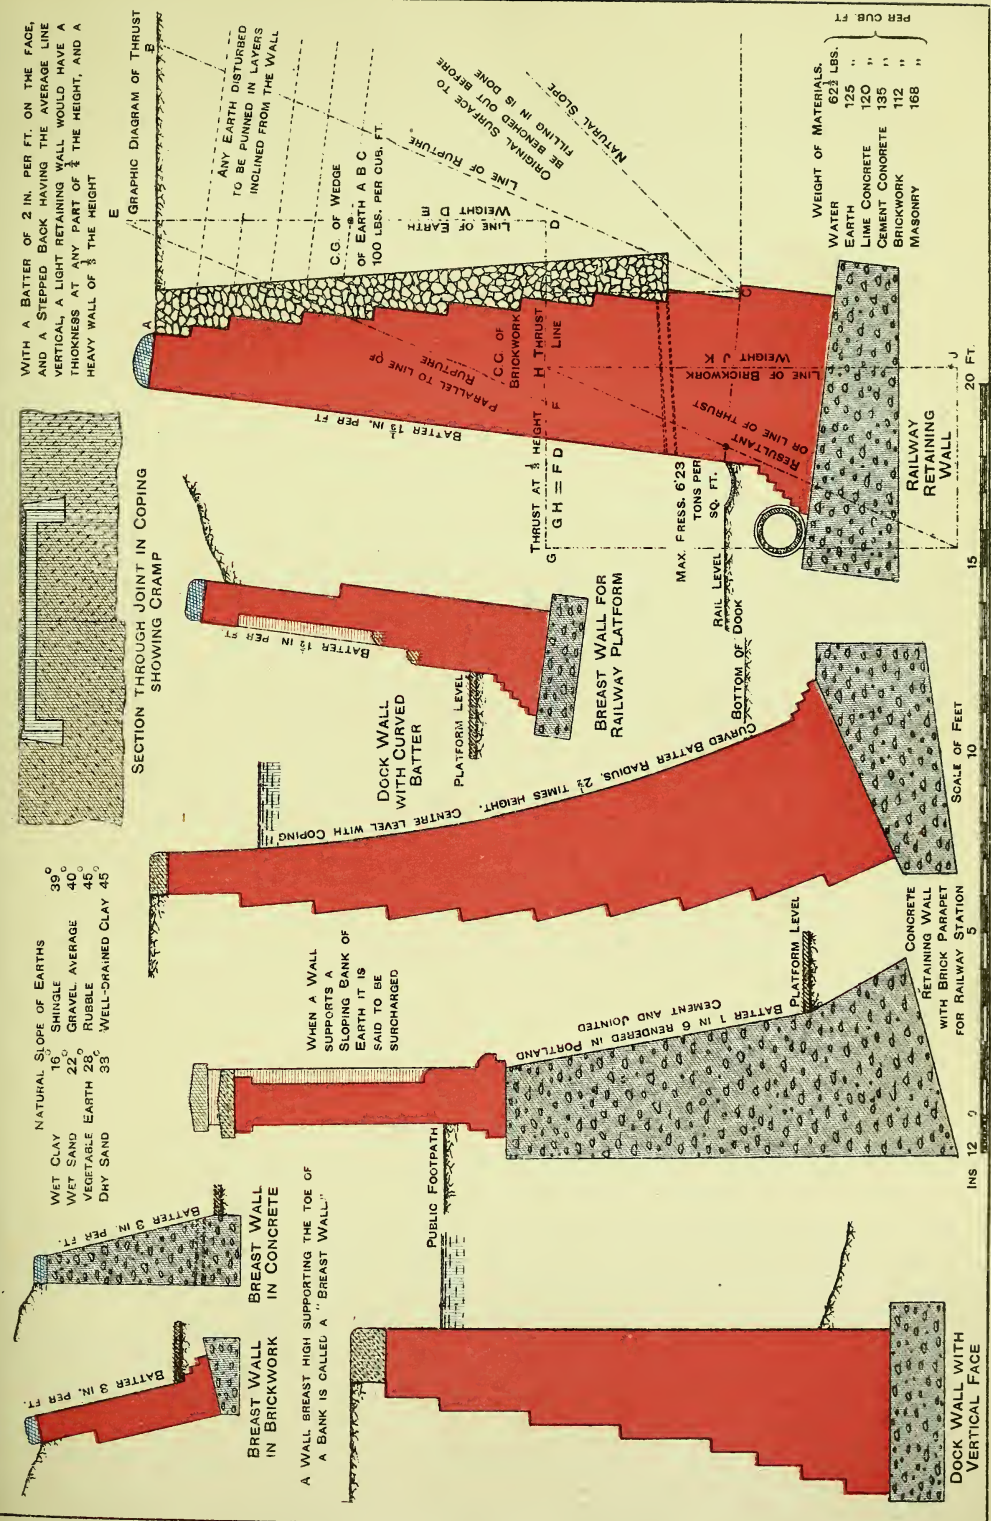 WITH A BATTER OF 2 IN. PER FT. ON THE FACE,
AND A STEPPED BACK HAVING THE AVERAGE LINE
VERTICAL, A LIGHT RETAINING WALL WOULD HAVE A
THICKNESS AT ANY PART OF ¼ THE HEIGHT, AND A
HEAVY WALL OF ⅓ THE HEIGHT
SECTION THROUGH JOINT IN COPING
SHOWING CRAMP
NATURAL SLOPE OF EARTHS
WET CLAY 16° SHINGLE 39°
WET SAND 22° GRAVEL AVERAGE 40°
VEGETABLE EARTH 28° RUBBLE 45°
DRY SAND 33° WELL-DRAINED CLAY 45°
BATTER 3 IN. PER FT.
BREAST WALL
IN CONCRETE
BATTER 3 IN. PER FT.
BREAST WALL
IN BRICKWORK
A WALL BREAST HIGH SUPPORTING THE TOE OF
A BANK IS CALLED A "BREAST WALL"
WHEN A WALL
SUPPORTS A
SLOPING BANK OF
EARTH IT IS
SAID TO BE
SURCHARGED
PUBLIC FOOTPATH
BATTER 1 IN 6 RENDERED IN PORTLAND
CEMENT AND JOINTED
PLATFORM LEVEL
CONCRETE
RETAINING WALL
WITH BRICK PARAPET
FOR RAILWAY STATION
DOCK WALL WITH
VERTICAL FACE
DOCK WALL
WITH CURVED
BATTER
CURVED BATTER RADIUS. 2½ TIMES HEIGHT. CENTRE LEVEL WITH COPING
BOTTOM OF DOCK
BATTER 1½ IN PER FT
PLATFORM LEVEL
BREAST WALL FOR
RAILWAY PLATFORM
E
GRAPHIC DIAGRAM OF THRUST
B
A
ANY EARTH DISTURBED
TO BE PUNNED IN LAYERS
INCLINED FROM THE WALL
C.G. OF WEDGE
OF EARTH A B C
100 LBS. PER CUB. FT.
LINE OF EARTH
WEIGHT D E
D
LINE OF RUPTURE
ORIGINAL SURFACE TO
BE BENCHED OUT BEFORE
FILLING IN IS DONE
NATURAL SLOPE
BATTER 1½ IN. PER FT
PARALLEL TO LINE OF
RUPTURE
C.C. OF
BRICKWORK
THRUST AT ⅓ HEIGHT F H THRUST
LINE
G H = F D
G
C
LINE OF BRICKWORK
WEIGHT J K
RESULTANT
OR LINE OF THRUST
MAX. FRESS. 6'23
TONS PER
SQ. FT.
RAIL LEVEL
J
RAILWAY
RETAINING
WALL
WEIGHT OF MATERIALS.
WATER 62½ LBS.
EARTH 125 "
LIME CONCRETE 120 "
CEMENT CONCRETE 135 "
BRICKWORK 112 "
MASONRY 168 "
PER CUB. FT
INS 12 0 5 10 15 20 FT.
SCALE OF FEET